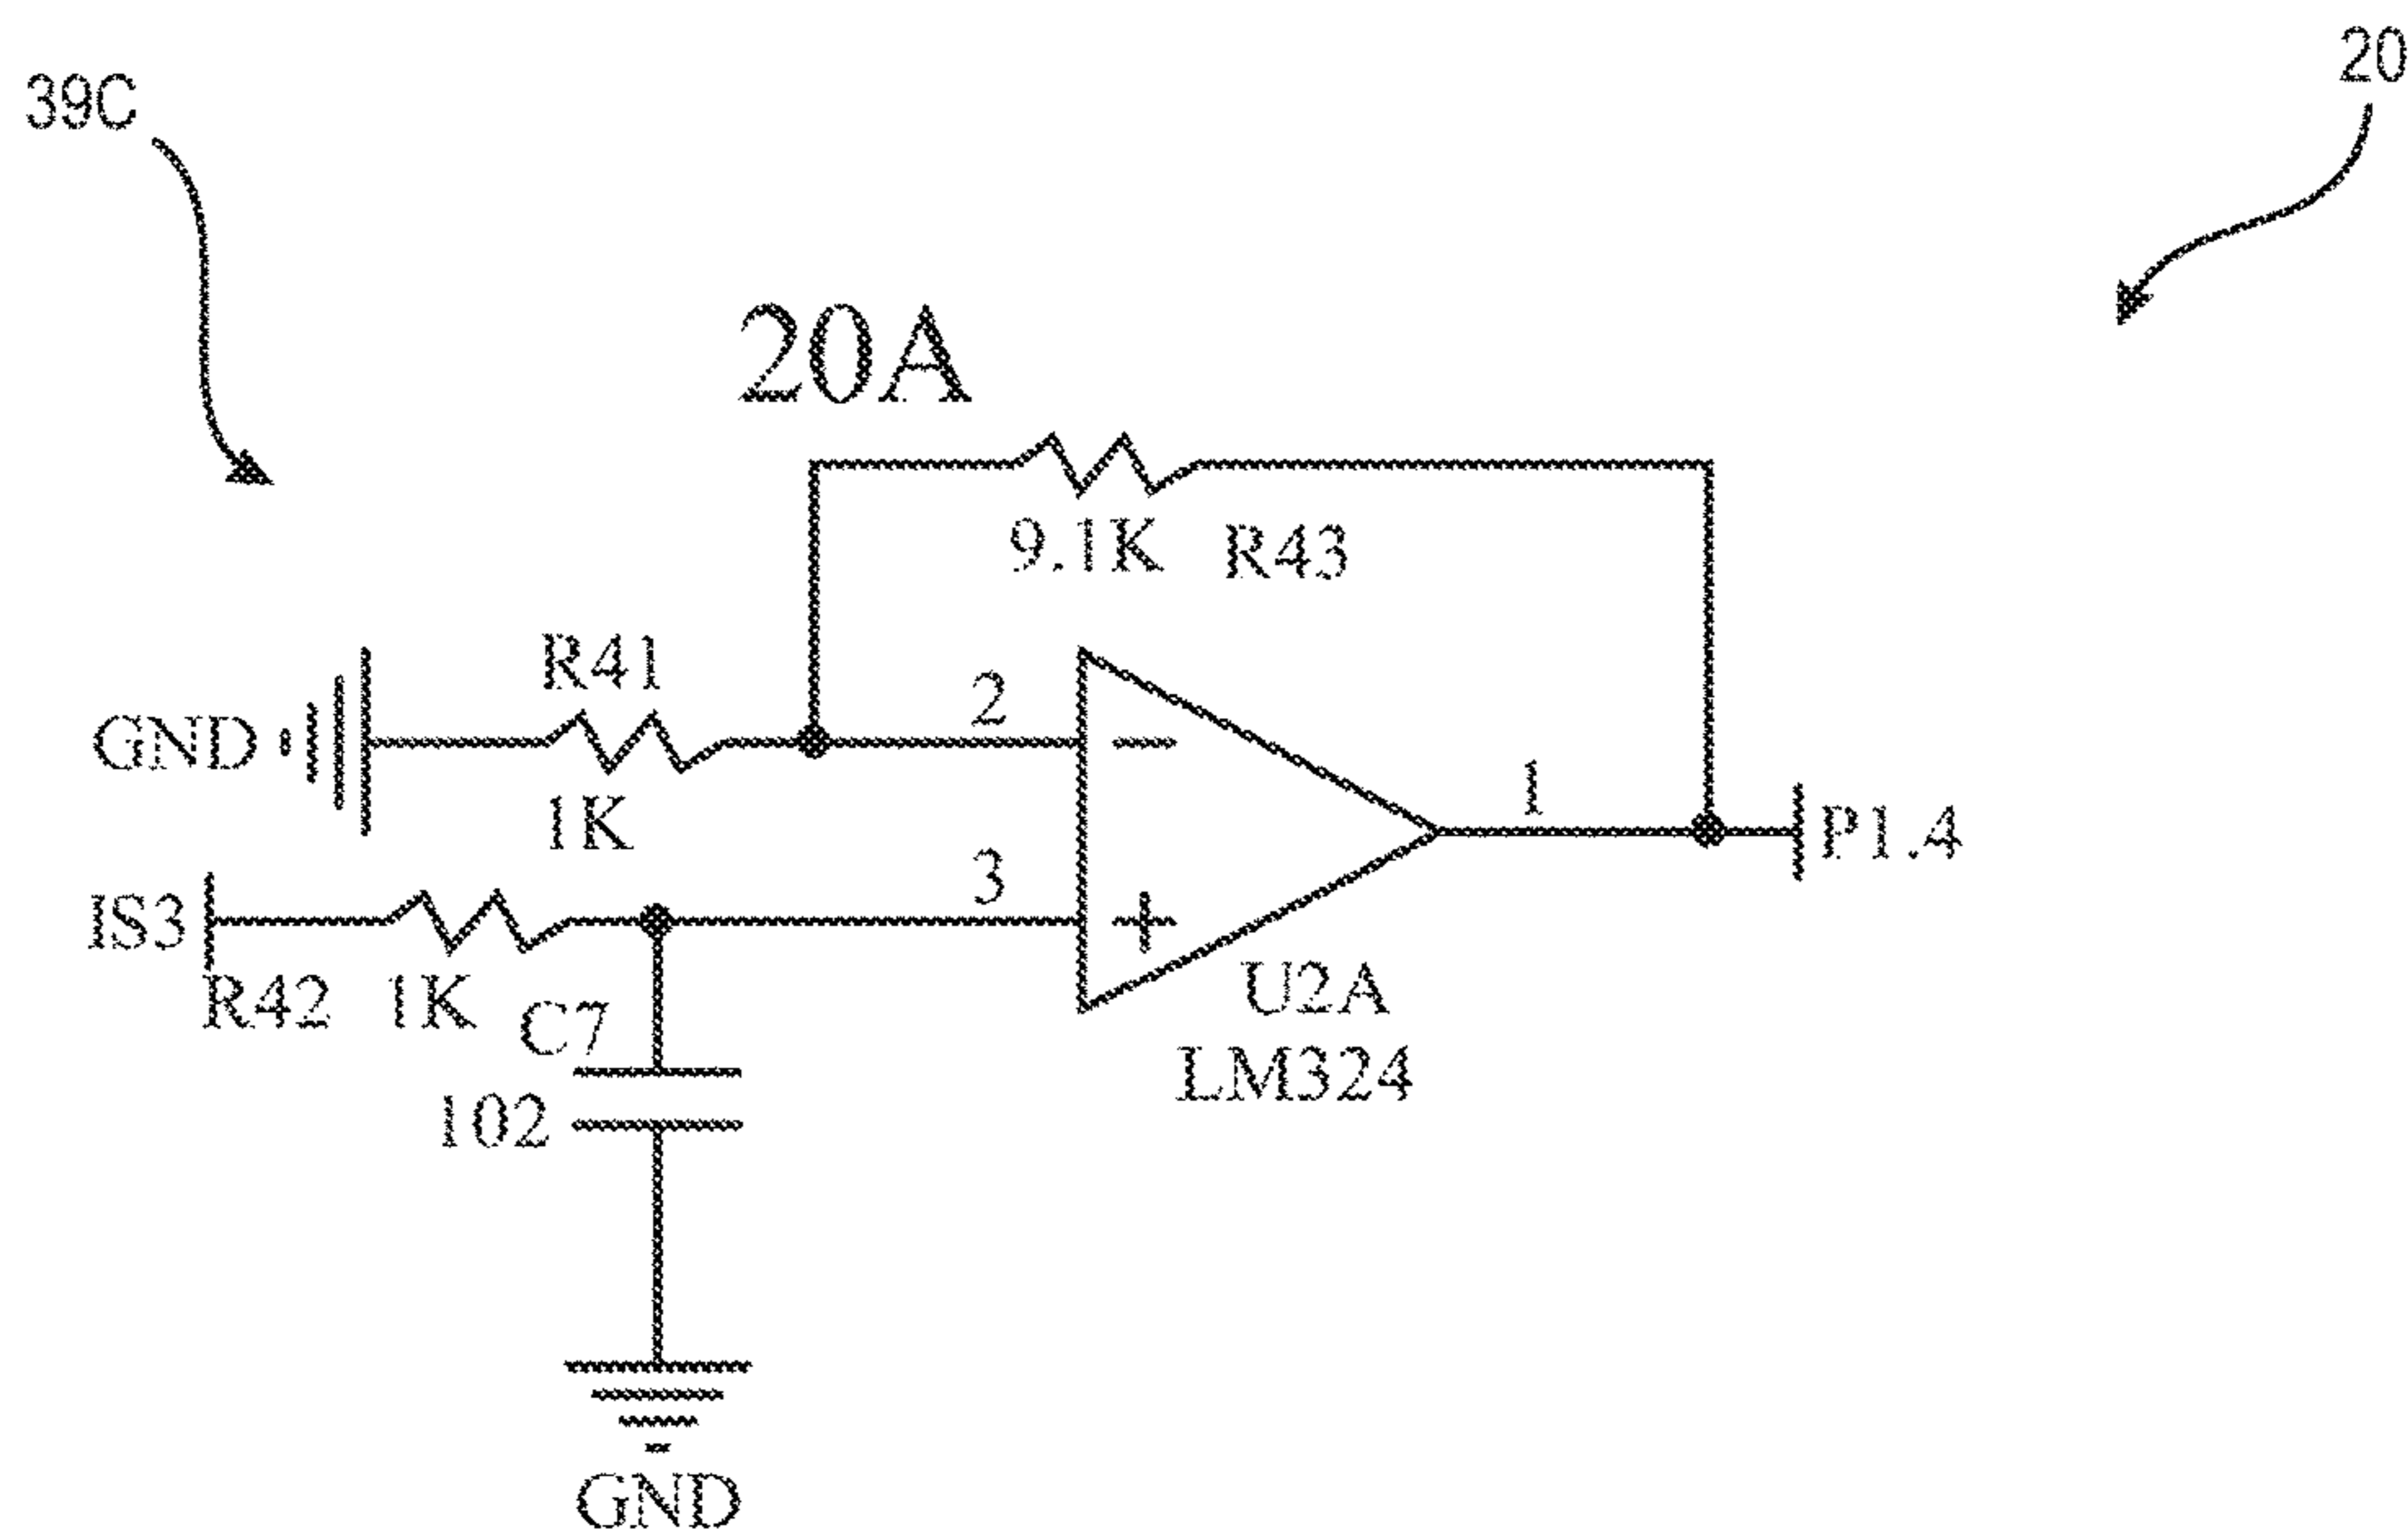 39C
20
20A
9.1K R43
R41
GND
2
1K
1
P1.4
3
IS3
R42 1K
C7
U2A
LM324
102
GND